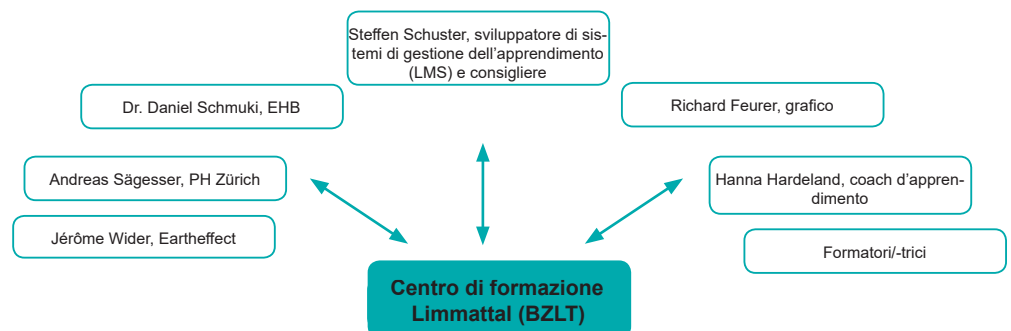 Steffen Schuster, sviluppatore di sis-
temi di gestione dell'apprendimento
(LMS) e consigliere
Dr. Daniel Schmuki, EHB
Richard Feurer, grafico
Andreas Sägesser, PH Zürich
Hanna Hardeland, coach d'appren-
dimento
Jérôme Wider, Eartheffect
Formatori/-trici
Centro di formazione
Limmattal (BZLT)